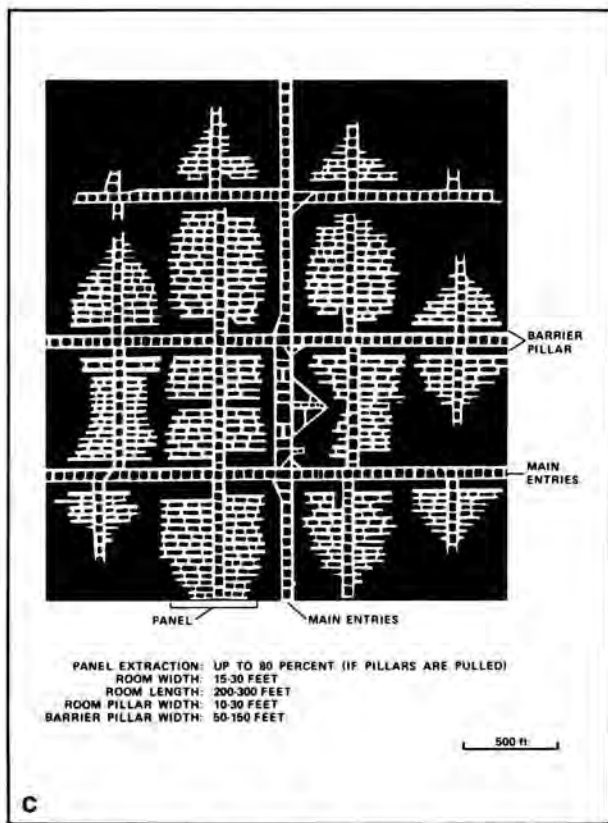 BARRIER
PILLAR
MAIN
ENTRIES
PANEL
MAIN ENTRIES
PANEL EXTRACTION: UP TO 80 PERCENT (IF PILLARS ARE PULLED)
ROOM WIDTH: 15-30 FEET
ROOM LENGTH: 200-300 FEET
ROOM PILLAR WIDTH: 10-30 FEET
BARRIER PILLAR WIDTH: 50-150 FEET
500 ft
C